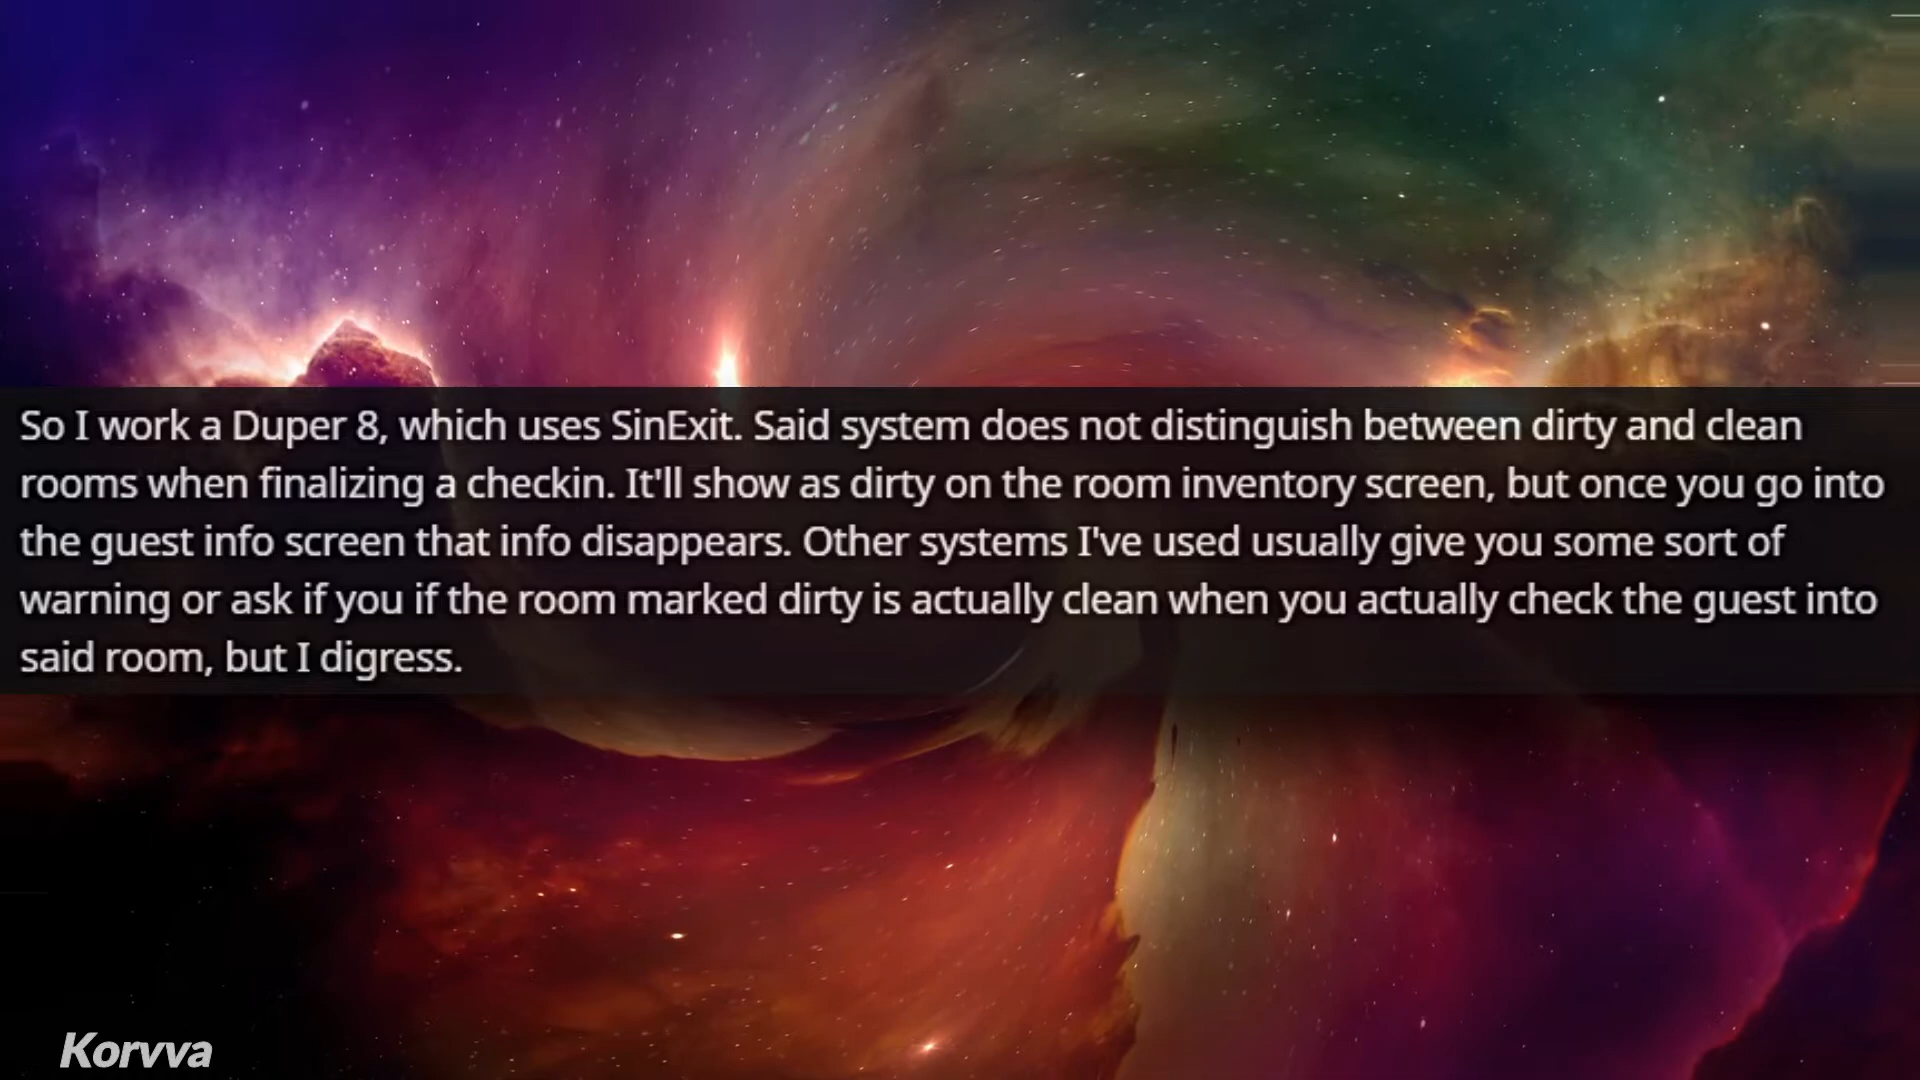 So I work a Duper 8, which uses SinExit. Said system does not distinguish between dirty and clean
rooms when finalizing a checkin. It'll show as dirty on the room inventory screen, but once you go into
the guest info screen that info disappears. Other systems I've used usually give you some sort of
warning or ask if you if the room marked dirty is actually clean when you actually check the guest into
said room, but I digress.
Korvva